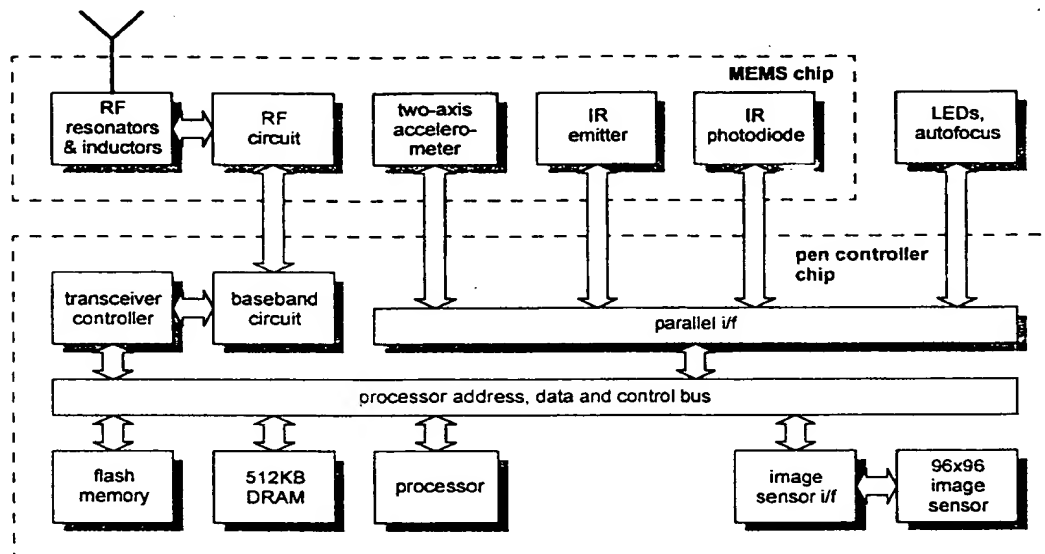 MEMS chip
RF
resonators
& inductors
RF
circuit
two-axis
accelero-
meter
IR
emitter
IR
photodiode
LEDs,
autofocus
pen controller
chip
transceiver
controller
baseband
circuit
parallel i/f
processor address, data and control bus
flash
memory
512KB
DRAM
processor
image
sensor i/f
96x96
image
sensor